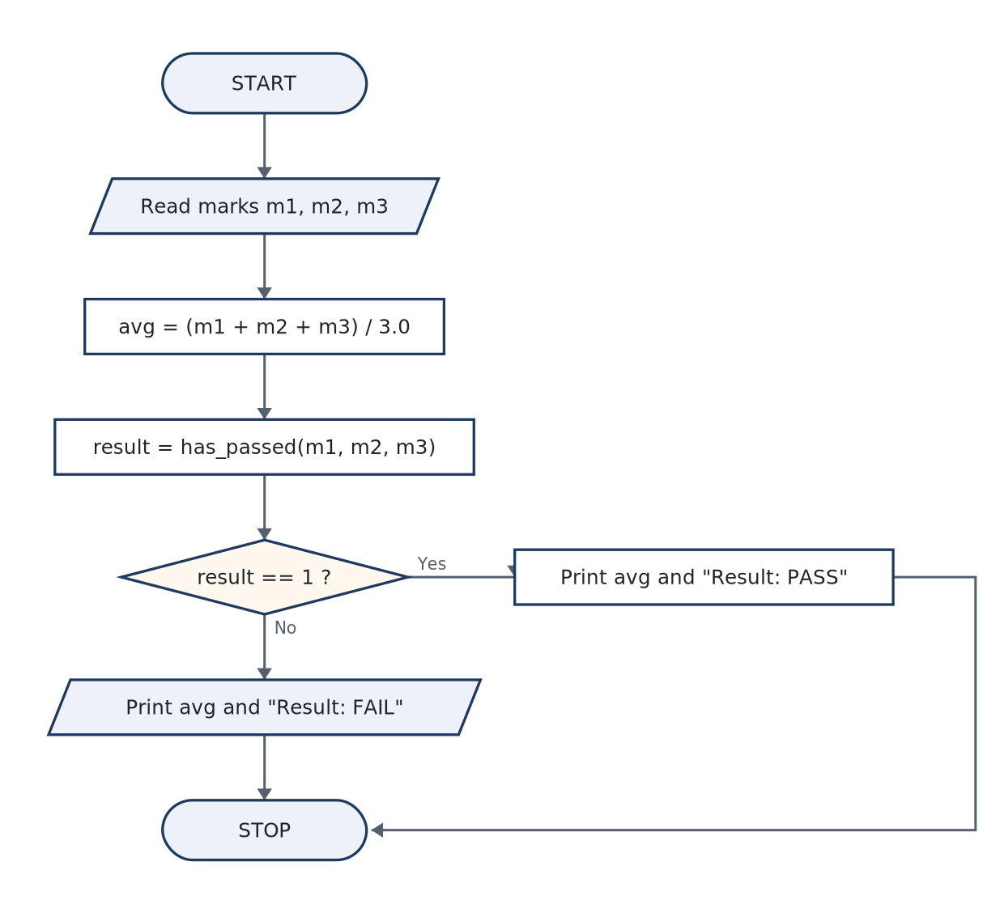 START
Read marks m1, m2, m3
avg = (m1 + m2 + m3) / 3.0
result = has_passed(m1, m2, m3)
result == 1 ?
Yes
Print avg and "Result: PASS"
No
Print avg and "Result: FAIL"
STOP